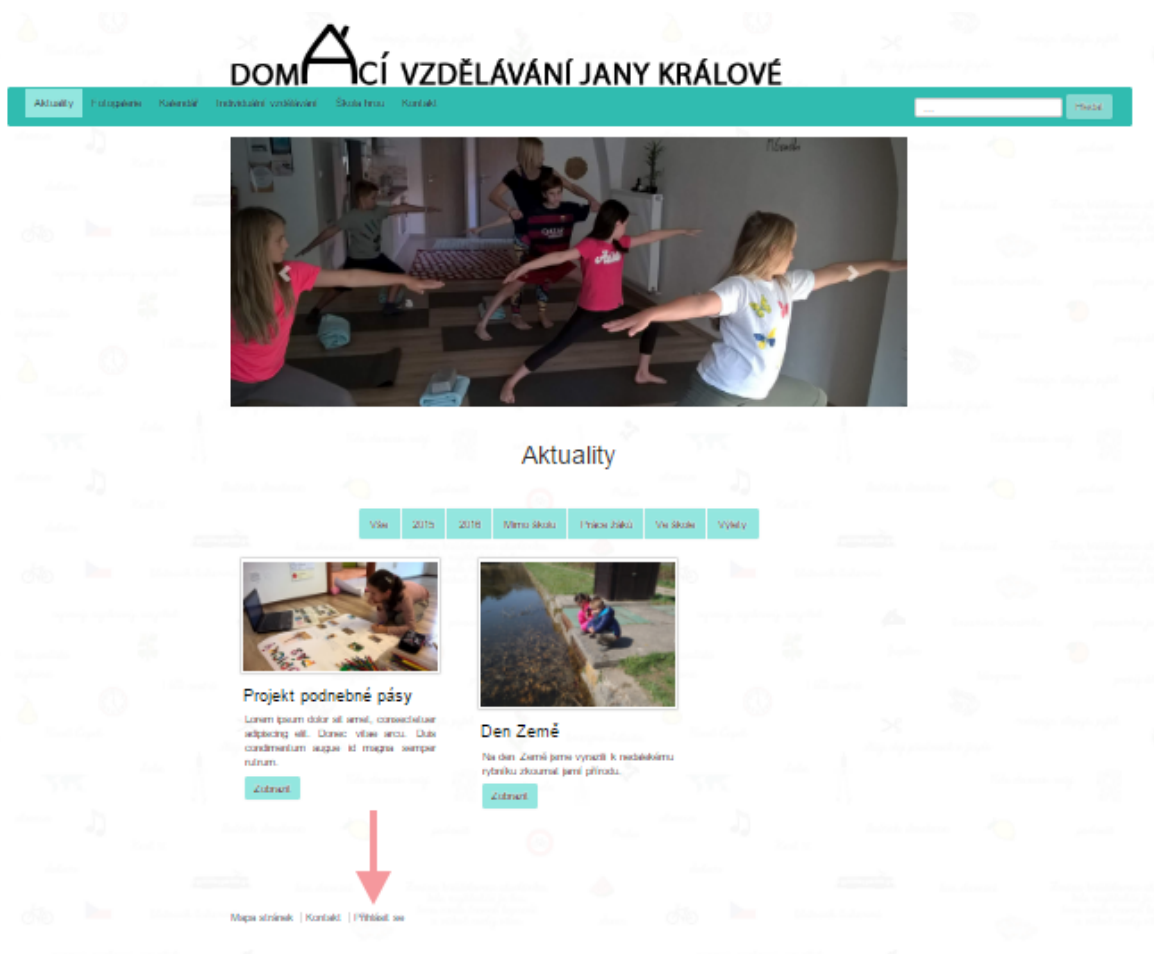 DOMÁCÍ VZDĚLÁVÁNÍ JANY KRÁLOVÉ
Aktuality Fotogalerie Kalendář Individuální vzdělávání Škola hrou Kontakt Hledat
Aktuality
Vše 2015 2016 Mimo školu Práce žáků Ve škole Výlety
Projekt podnebné pásy
Lorem ipsum dolor sit amet, consectetuer
adipiscing elit. Donec vitae arcu. Duis
condimentum augue id magna semper
rutrum.
Zobrazit
Den Země
Na den Země jsme vyrazili k nedalekému
rybníku zkoumat jarní přírodu.
Zobrazit
Mapa stránek | Kontakt | Přihlásit se